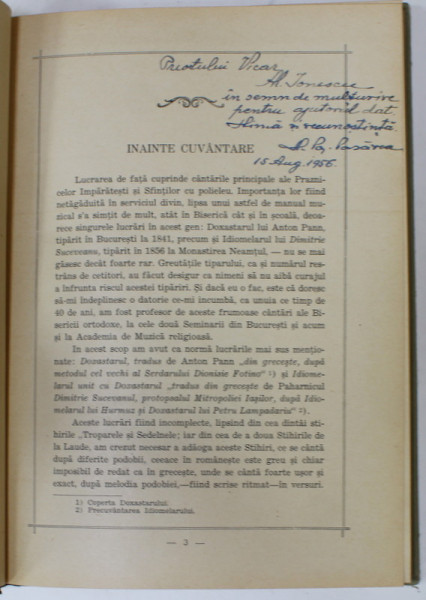 Preotului Vicar
Al. Ionescu
în semn de mulțumire
pentru ajutorul dat.
Stimă și recunoștință
Pasărea
15 Aug. 1956
INAINTE CUVÂNTARE
Lucrarea de față cuprinde cântările principale ale Praznicelor
Impărătești și Sfinților cu polieleu. Importanța lor fiind
netăgăduită în serviciul divin, lipsa unui astfel de manual muzical
s'a simțit de mult, atât în Biserică cât și în școală, deoarece
singurele lucrări în acest gen: Doxastarul lui Anton Pann,
tipărit în București la 1841, precum și Idiomelarul lui Dimitrie
Suceveanul, tipărit în 1856 la Monastirea Neamțul, — nu se mai
găsesc decât foarte rar. Greutățile tiparului, ca și numărul restrâns
de cetitori, au făcut desigur ca nimeni să nu aibă curajul
a înfrunta riscul acestei tipăriri. Și dacă eu o fac, este că doresc
să-mi îndeplinesc o datorie ce-mi incumbă, ca unuia ce timp de
40 de ani, am fost profesor de aceste frumoase cântări ale Bisericii
ortodoxe, la cele două Seminarii din București și acum
și la Academia de Muzică religioasă.
In acest scop am avut ca normă lucrările mai sus menționate:
Doxastarul, tradus de Anton Pann „din grecește, după
metodul cel vechi al Serdarului Dionizie Fotino" 1) și Idiomelarul
unit cu Doxastarul „tradus din grecește de Paharnicul
Dimitrie Suceveanul, protopsalul Mitropoliei Iașilor, după Idiomelarul
lui Hurmuz și Doxastarul lui Petru Lampadarie" 2).
Aceste lucrări fiind incomplecte, lipsind din cea dintâi stihirile
„Troparele și Sedelnele; iar din cea de a doua Stihirile de
la Laude, am crezut necesar a adăoga aceste Stihiri, ce se cântă
după diferite podobii, ceeace în românește este greu și chiar
imposibil de redat ca în grecește, unde se cântă foarte ușor și
exact, după melodia podobiei,—fiind scrise ritmat—în versuri.
1) Coperta Doxastarului.
2) Precuvântarea Idiomelarului.
— 3 —